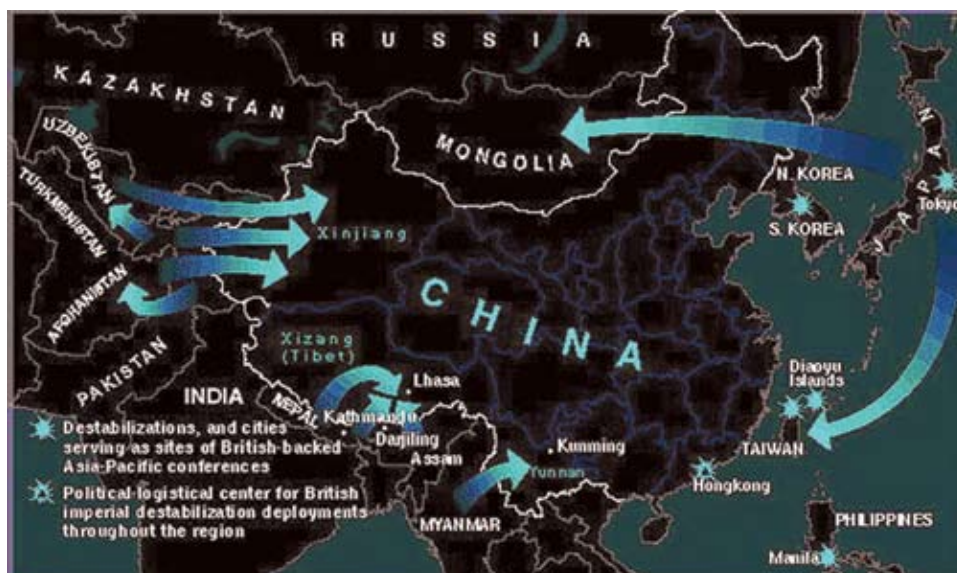 RUSSIA
KAZAKHSTAN
MONGOLIA
UZBEKISTAN
TURKMENISTAN
AFGHANISTAN
PAKISTAN
N. KOREA
S. KOREA
JAPAN
Tokyo
Xinjiang
CHINA
Xizang
(Tibet)
Lhasa
INDIA
NEPAL
Kathmandu
Darjiling
Assam
Kunming
Yunnan
MYANMAR
Diaoyu
Islands
TAIWAN
Hongkong
PHILIPPINES
Manila
Destabilizations, and cities
serving as sites of British-backed
Asia-Pacific conferences
Political-logistical center for British
imperial destabilization deployments
throughout the region